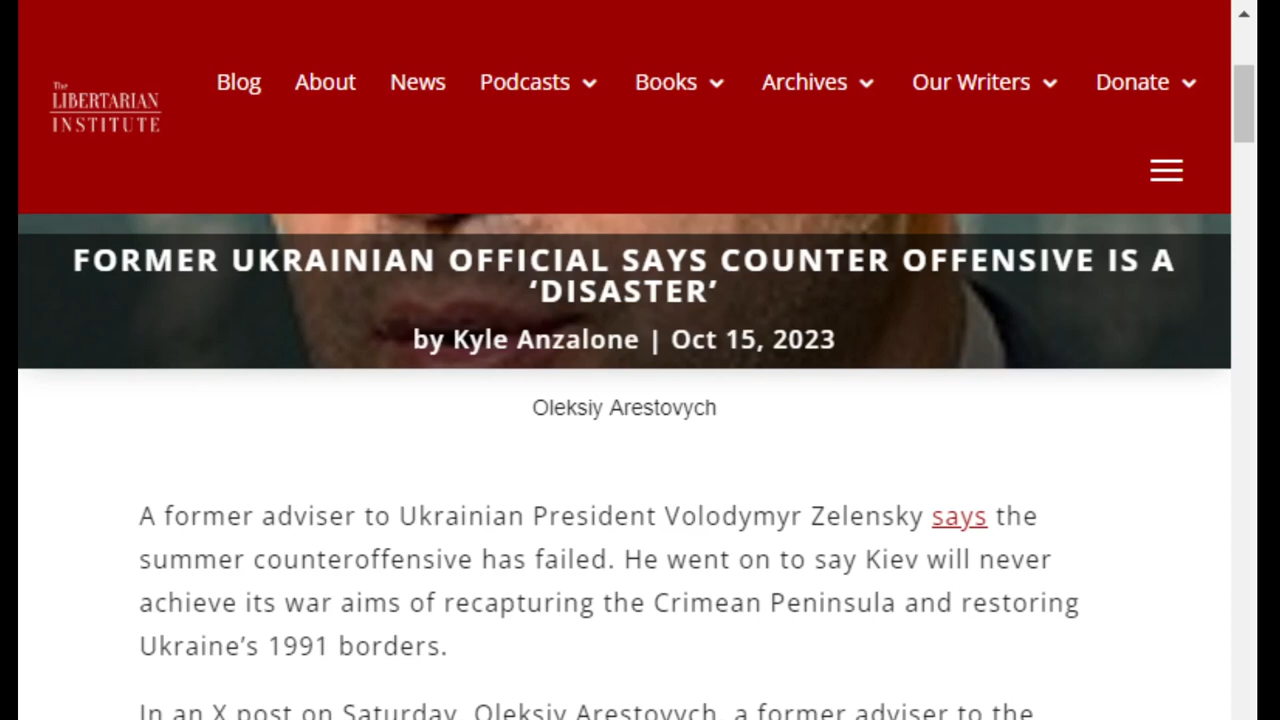 The
LIBERTARIAN
INSTITUTE
Blog About News Podcasts Books Archives Our Writers Donate
FORMER UKRAINIAN OFFICIAL SAYS COUNTER OFFENSIVE IS A
‘DISASTER’
by Kyle Anzalone | Oct 15, 2023
Oleksiy Arestovych
A former adviser to Ukrainian President Volodymyr Zelensky says the
summer counteroffensive has failed. He went on to say Kiev will never
achieve its war aims of recapturing the Crimean Peninsula and restoring
Ukraine’s 1991 borders.
In an X post on Saturday, Oleksiy Arestovych, a former adviser to the